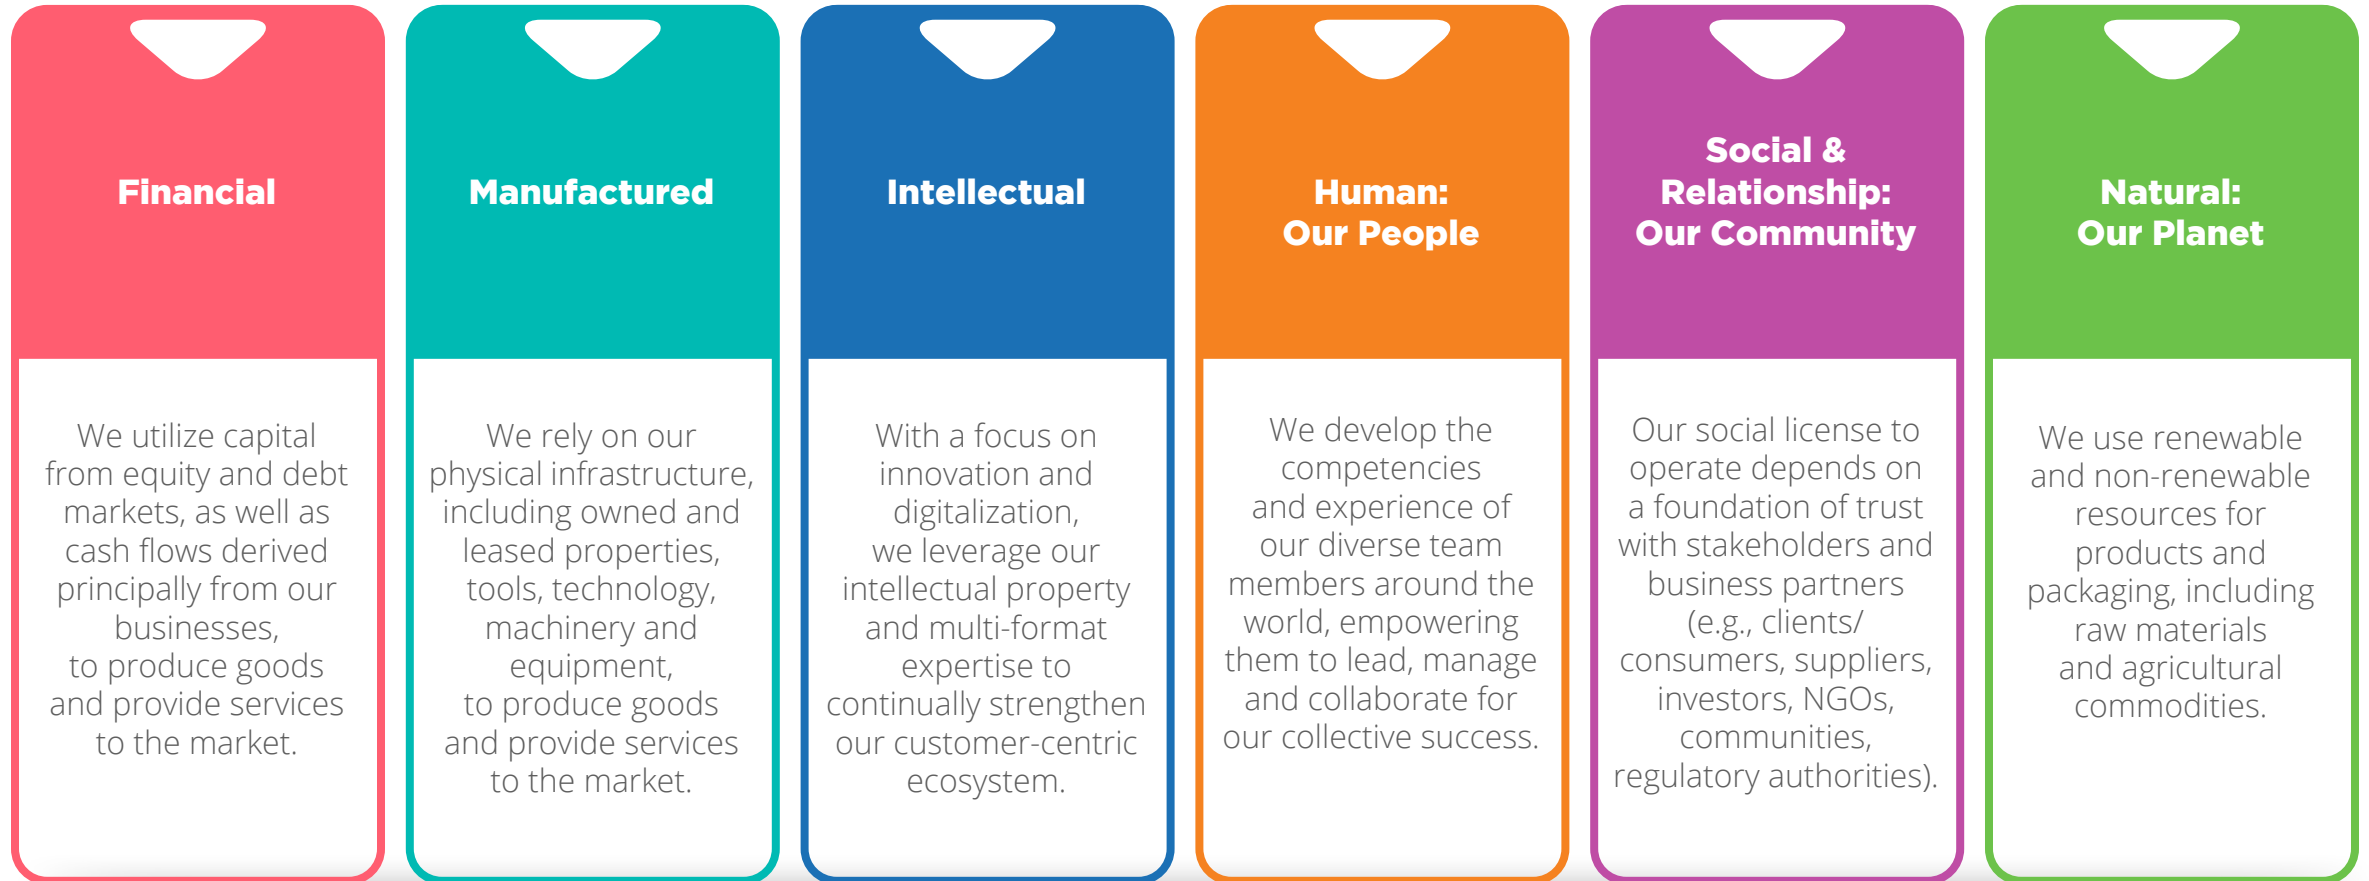 Financial
We utilize capital
from equity and debt
markets, as well as
cash flows derived
principally from our
businesses,
to produce goods
and provide services
to the market.
Manufactured
We rely on our
physical infrastructure,
including owned and
leased properties,
tools, technology,
machinery and
equipment,
to produce goods
and provide services
to the market.
Intellectual
With a focus on
innovation and
digitalization,
we leverage our
intellectual property
and multi-format
expertise to
continually strengthen
our customer-centric
ecosystem.
Human:
Our People
We develop the
competencies
and experience of
our diverse team
members around the
world, empowering
them to lead, manage
and collaborate for
our collective success.
Social &
Relationship:
Our Community
Our social license to
operate depends on
a foundation of trust
with stakeholders and
business partners
(e.g., clients/
consumers, suppliers,
investors, NGOs,
communities,
regulatory authorities).
Natural:
Our Planet
We use renewable
and non-renewable
resources for
products and
packaging, including
raw materials
and agricultural
commodities.